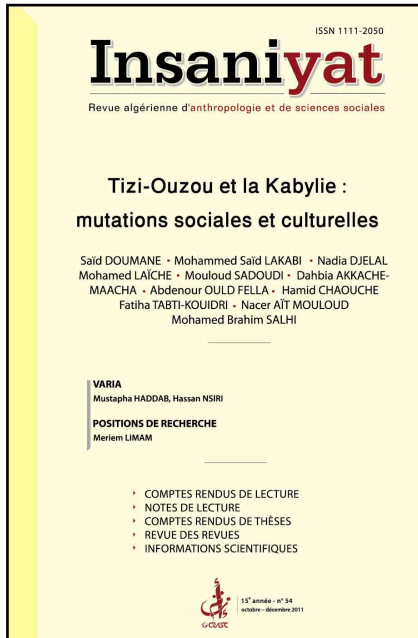 ISSN 1111-2050
Insaniyat
Revue algérienne d'anthropologie et de sciences sociales
Tizi-Ouzou et la Kabylie :
mutations sociales et culturelles
Saïd DOUMANE • Mohammed Saïd LAKABI • Nadia DJELAL
Mohamed LAÏCHE • Mouloud SADOUDI • Dahbia AKKACHE-
MAACHA • Abdenour OULD FELLA • Hamid CHAOUCHE
Fatiha TABTI-KOUIDRI • Nacer AÏT MOULOUD
Mohamed Brahim SALHI
VARIA
Mustapha HADDAB, Hassan NSIRI
POSITIONS DE RECHERCHE
Meriem LIMAM
COMPTES RENDUS DE LECTURE
NOTES DE LECTURE
COMPTES RENDUS DE THÈSES
REVUE DES REVUES
INFORMATIONS SCIENTIFIQUES
15e année - n° 54
octobre - décembre 2011
CRASC